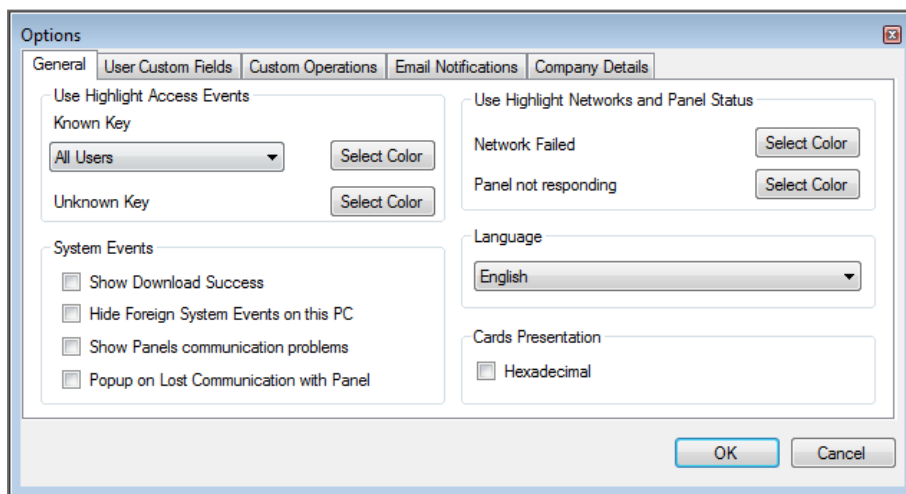 Options
General User Custom Fields Custom Operations Email Notifications Company Details
Use Highlight Access Events
Known Key
All Users Select Color
Unknown Key Select Color
System Events
Show Download Success
Hide Foreign System Events on this PC
Show Panels communication problems
Popup on Lost Communication with Panel
Use Highlight Networks and Panel Status
Network Failed Select Color
Panel not responding Select Color
Language
English
Cards Presentation
Hexadecimal
OK Cancel